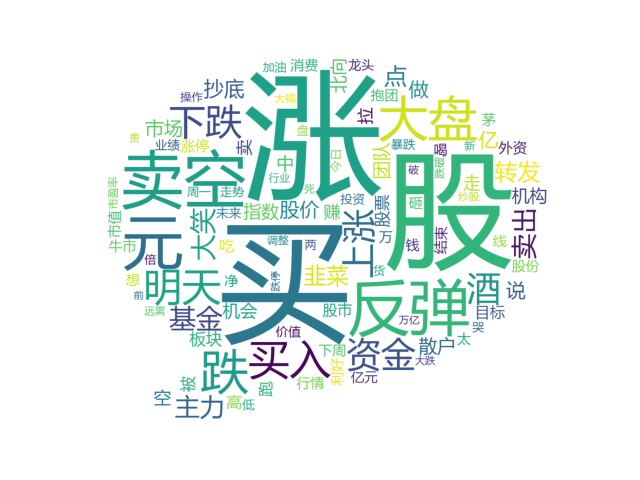 加油 消费 北向 龙头
操作 大幅 抱团 点 做
抄底 涨 拉
下跌 大盘 亿 茅
市场 卖 盘 暴跌 喝 外资
业绩 涨停 今日 团队 跌破 新
贵 中 破 走 转发
卖空 行业 死 股 炒股 机构
市盈率 周一 走势 投资 砸
市值 未来 指数 股价 赚 股票
牛市 元 大笑 吃 买 上涨 万 钱 结束 线 卖出
倍 调整 两 股份
想 明天 净 跌停 韭菜 贷 反弹 酒 说
前 远离 基金 机会 价值 股市 万亿 目标
板块 下周 哭 太
跌 买入 利好 资金 散户
被 跑 行情 亿元 大跌
空 主力 高 低